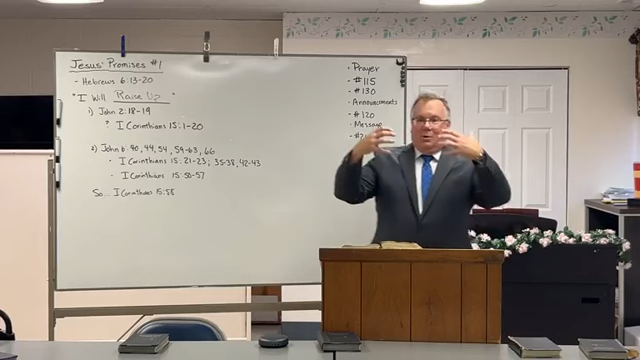 Jesus' Promises #1
- Hebrews 6:13-20
"I Will Raise Up"
1) John 2:18-19
? I Corinthians 15:1-20
2) John 6:40, 44, 54, 59-63, 66
· I Corinthians 15:21-23; 35-38, 42-43
· I Corinthians 15:50-57
So... I Corinthians 15:58
- Prayer
- #115
- #130
- Announcements
- #120
- Message